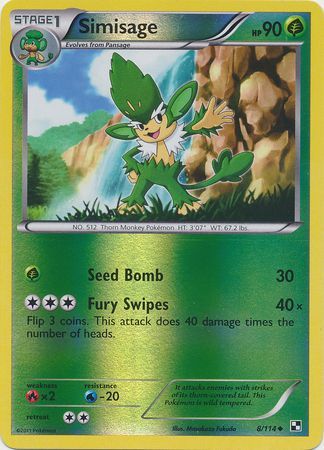 STAGE1
Simisage
HP 90
Evolves from Pansage
NO. 512 Thorn Monkey Pokémon HT: 3'07" WT: 67.2 lbs.
Seed Bomb 30
Fury Swipes 40×
Flip 3 coins. This attack does 40 damage times
the number of heads.
weakness
×2
resistance
-20
retreat
It attacks enemies with strikes
of its thorn-covered tail. This
Pokémon is wild tempered.
©2011 Pokémon
Illus. Masakazu Fukuda
8/114